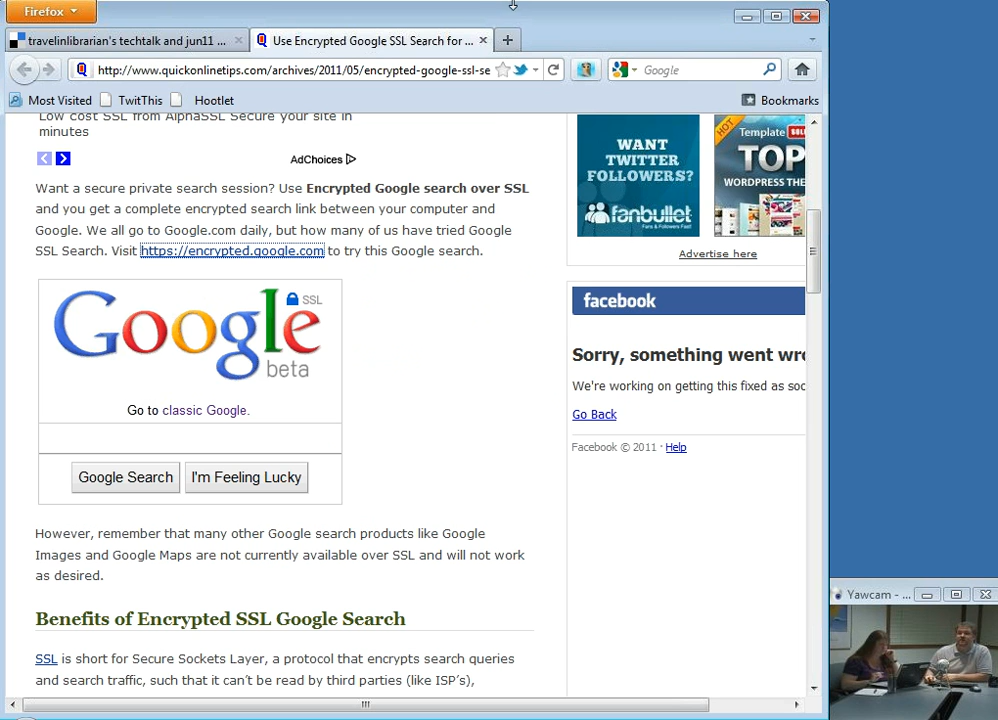 Firefox
travelinlibrarian's techtalk and jun11 ...
Use Encrypted Google SSL Search for ...
http://www.quickonlinetips.com/archives/2011/05/encrypted-google-ssl-se
Google
Most Visited
TwitThis
Hootlet
Bookmarks
Low cost SSL from AlphaSSL Secure your site in
minutes
AdChoices
Want a secure private search session? Use Encrypted Google search over SSL
and you get a complete encrypted search link between your computer and
Google. We all go to Google.com daily, but how many of us have tried Google
SSL Search. Visit https://encrypted.google.com to try this Google search.
Google
SSL
beta
Go to classic Google.
Google Search
I'm Feeling Lucky
However, remember that many other Google search products like Google
Images and Google Maps are not currently available over SSL and will not work
as desired.
Benefits of Encrypted SSL Google Search
SSL is short for Secure Sockets Layer, a protocol that encrypts search queries
and search traffic, such that it can't be read by third parties (like ISP's),
WANT
TWITTER
FOLLOWERS?
fanbullet
Fans & Followers Fast
HOT
Template
TOP
WORDPRESS THE
Advertise here
facebook
Sorry, something went wro
We're working on getting this fixed as soo
Go Back
Facebook © 2011 · Help
Yawcam - ...